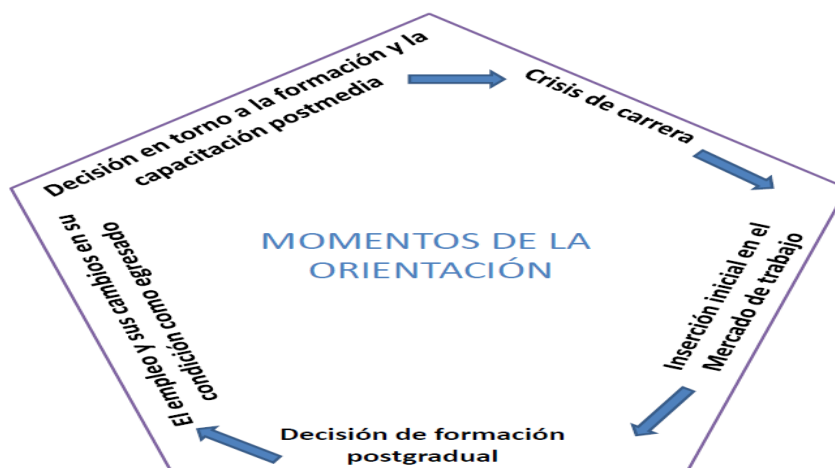 Decisión en torno a la formación y la
capacitación postmedia
Crisis de carrera
MOMENTOS DE LA
ORIENTACIÓN
Inserción inicial en el
Mercado de trabajo
Decisión de formación
postgradual
El empleo y sus cambios en su
condición como egresado